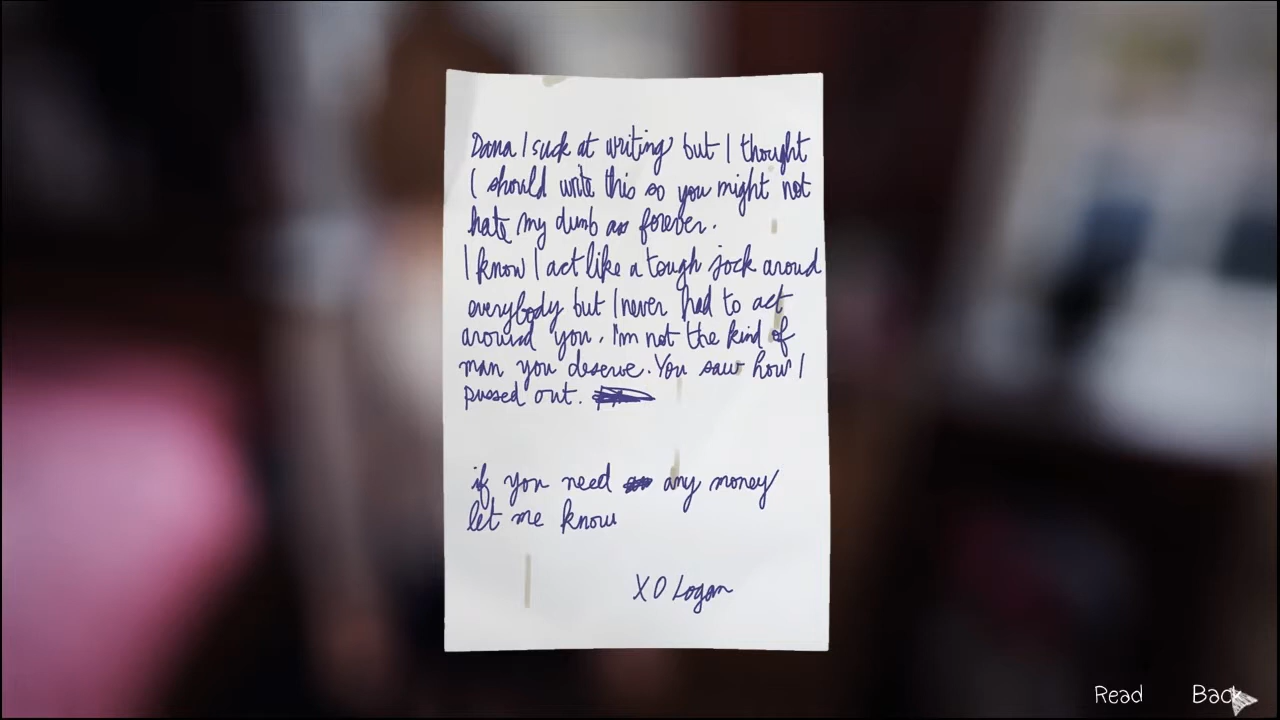 Dana I suck at writing but I thought
I should write this so you might not
hate my dumb ass forever.
I know I act like a tough jock aroud
everybody but I never had to act
around you. I'm not the kind of
man you deserve. You saw how I
pussed out.
if you need any money
let me know
XO Logan
Read Back